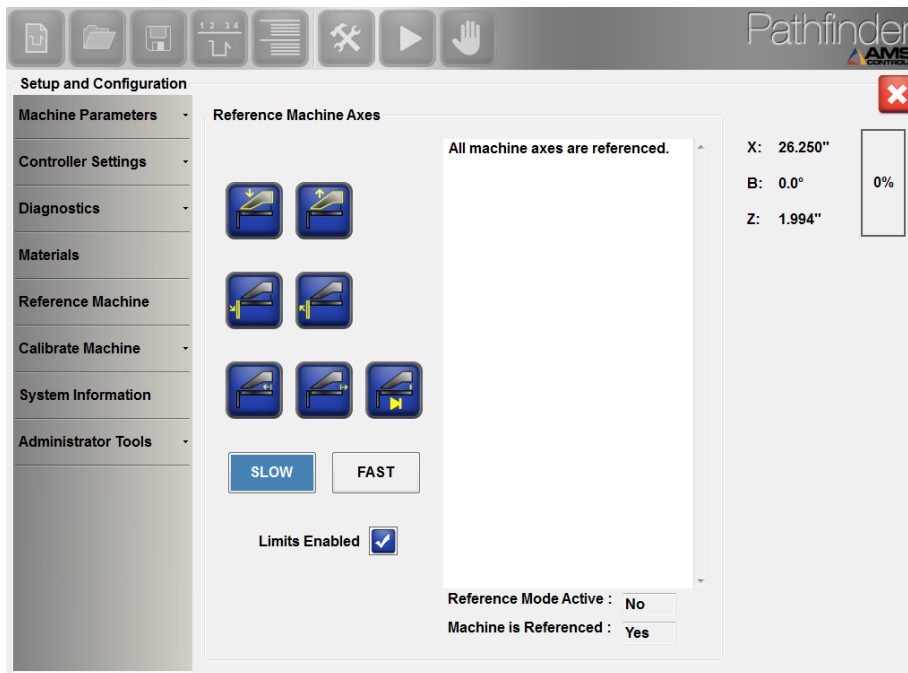 1 2 3 4
Pathfinder
AMS
CONTROLS
Setup and Configuration
Machine Parameters
Controller Settings
Diagnostics
Materials
Reference Machine
Calibrate Machine
System Information
Administrator Tools
Reference Machine Axes
All machine axes are referenced.
SLOW
FAST
Limits Enabled
Reference Mode Active : No
Machine is Referenced : Yes
X: 26.250"
B: 0.0°
Z: 1.994"
0%